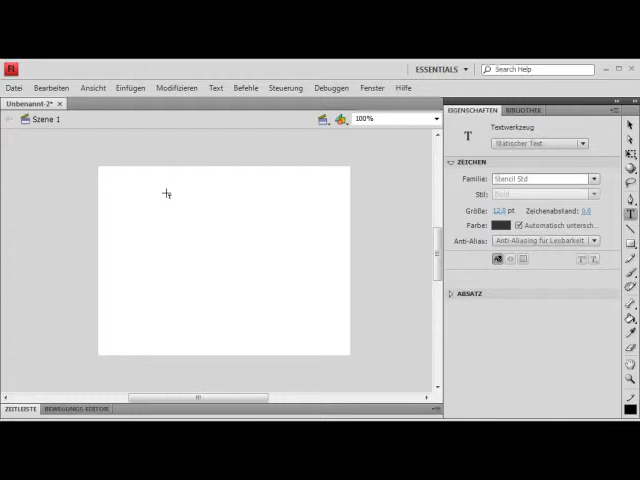 Fl
ESSENTIALS
Search Help
Datei Bearbeiten Ansicht Einfügen Modifizieren Text Befehle Steuerung Debuggen Fenster Hilfe
Unbenannt-2*
Szene 1
100%
EIGENSCHAFTEN BIBLIOTHEK
T Textwerkzeug
Statischer Text
ZEICHEN
Familie: Stencil Std
Stil: Bold
Größe: 12,0 pt Zeichenabstand: 0,0
Farbe: Automatisch untersch...
Anti-Alias: Anti-Aliasing für Lesbarkeit
ABSATZ
ZEITLEISTE BEWEGUNGS-EDITOR